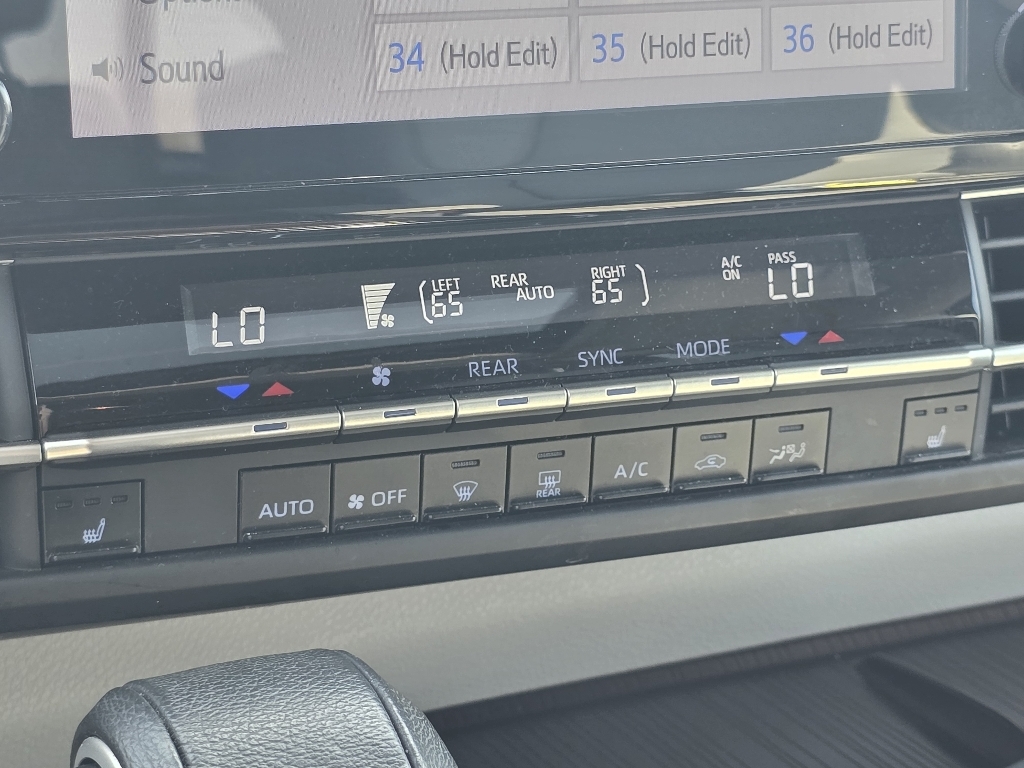 Sound
34 (Hold Edit)
35 (Hold Edit)
36 (Hold Edit)
LO
LEFT
65
REAR
AUTO
RIGHT
65
A/C
ON
PASS
LO
REAR
SYNC
MODE
AUTO
OFF
REAR
A/C